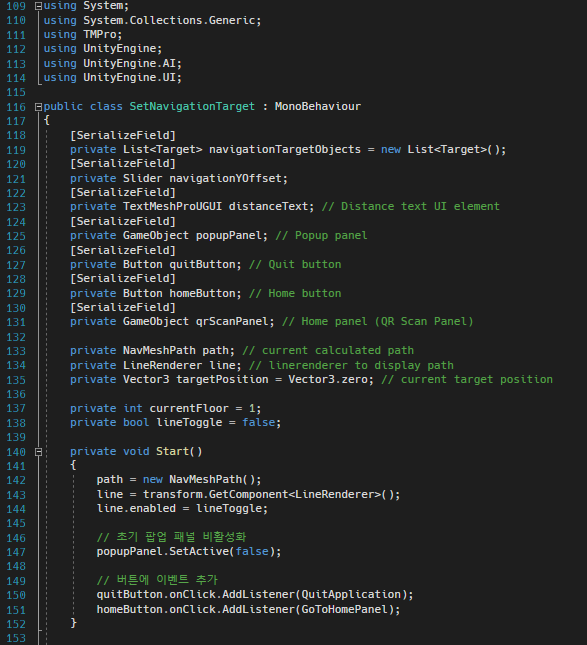 109 using System;
110 using System.Collections.Generic;
111 using TMPro;
112 using UnityEngine;
113 using UnityEngine.AI;
114 using UnityEngine.UI;
115
116 public class SetNavigationTarget : MonoBehaviour
117 {
118     [SerializeField]
119     private List<Target> navigationTargetObjects = new List<Target>();
120     [SerializeField]
121     private Slider navigationYOffset;
122     [SerializeField]
123     private TextMeshProUGUI distanceText; // Distance text UI element
124     [SerializeField]
125     private GameObject popupPanel; // Popup panel
126     [SerializeField]
127     private Button quitButton; // Quit button
128     [SerializeField]
129     private Button homeButton; // Home button
130     [SerializeField]
131     private GameObject qrScanPanel; // Home panel (QR Scan Panel)
132
133     private NavMeshPath path; // current calculated path
134     private LineRenderer line; // linerenderer to display path
135     private Vector3 targetPosition = Vector3.zero; // current target position
136
137     private int currentFloor = 1;
138     private bool lineToggle = false;
139
140     private void Start()
141     {
142         path = new NavMeshPath();
143         line = transform.GetComponent<LineRenderer>();
144         line.enabled = lineToggle;
145
146         // 초기 팝업 패널 비활성화
147         popupPanel.SetActive(false);
148
149         // 버튼에 이벤트 추가
150         quitButton.onClick.AddListener(QuitApplication);
151         homeButton.onClick.AddListener(GoToHomePanel);
152     }
153